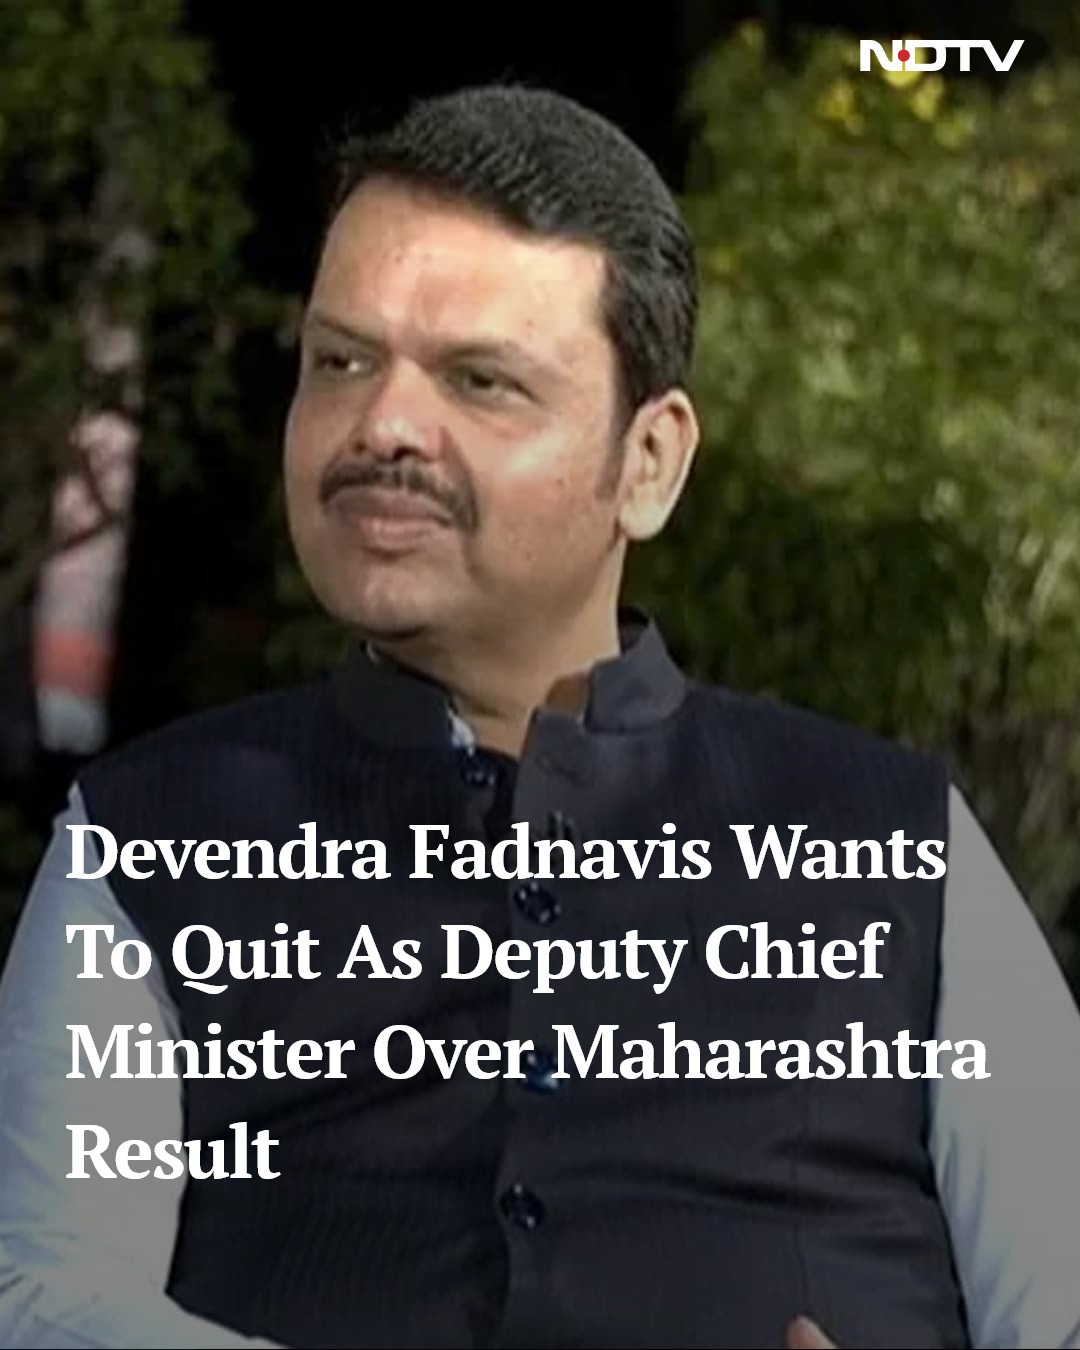 NDTV
Devendra Fadnavis Wants
To Quit As Deputy Chief
Minister Over Maharashtra
Result